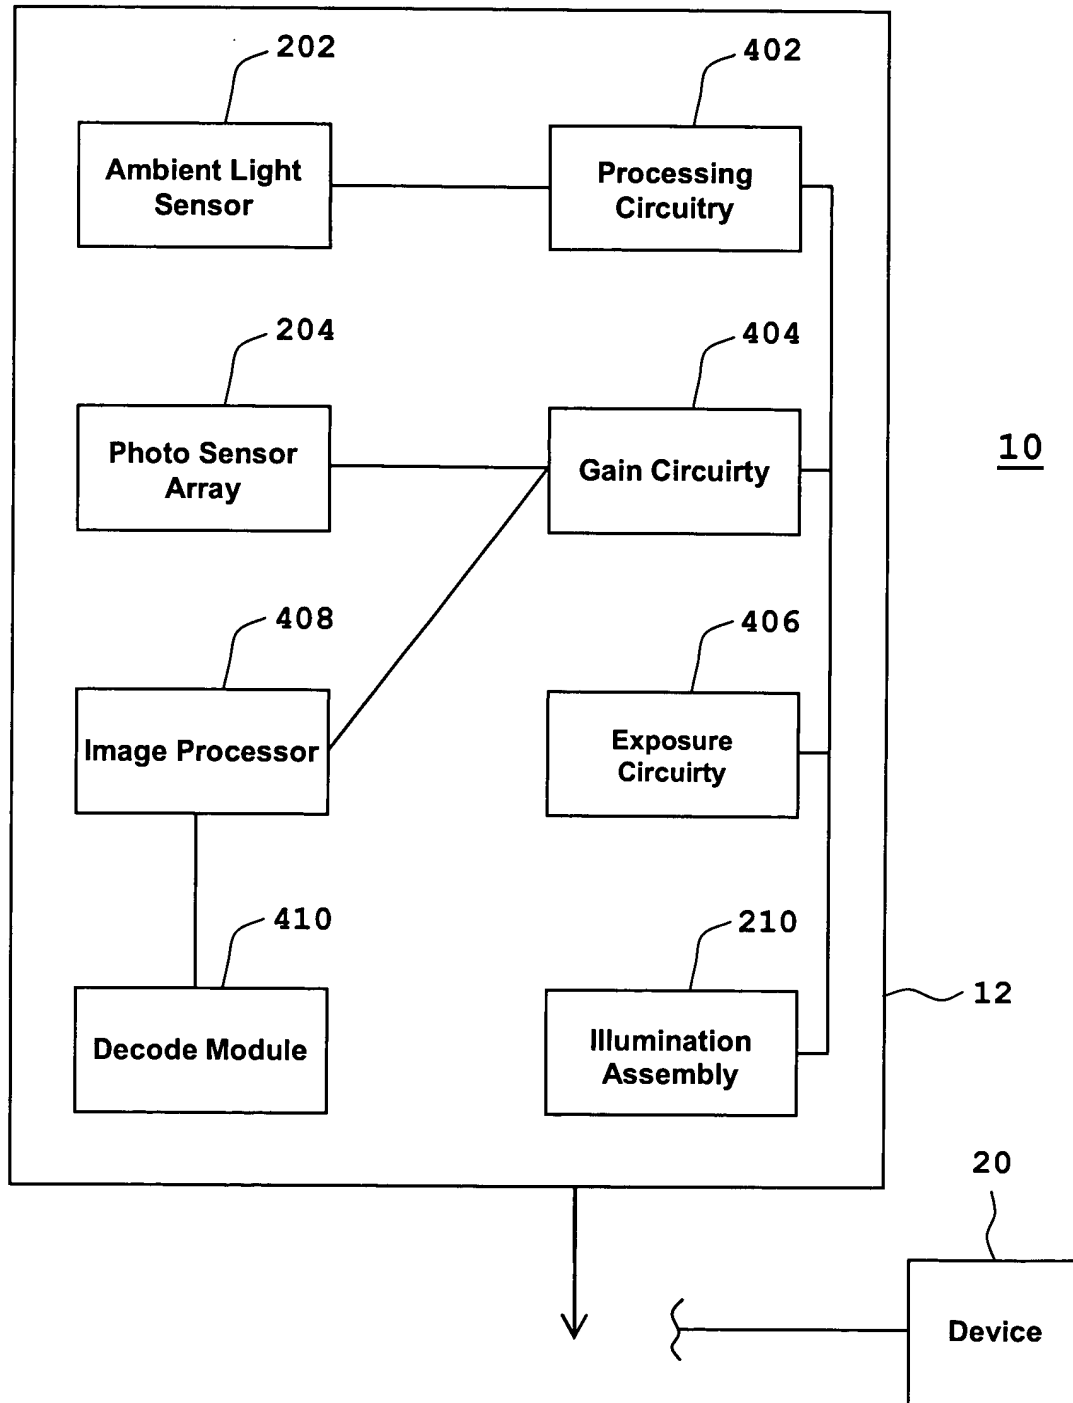 202
402
Ambient Light
Sensor
Processing
Circuitry
204
404
Photo Sensor
Array
Gain Circuirty
10
408
406
Image Processor
Exposure
Circuirty
410
210
Decode Module
Illumination
Assembly
12
20
Device